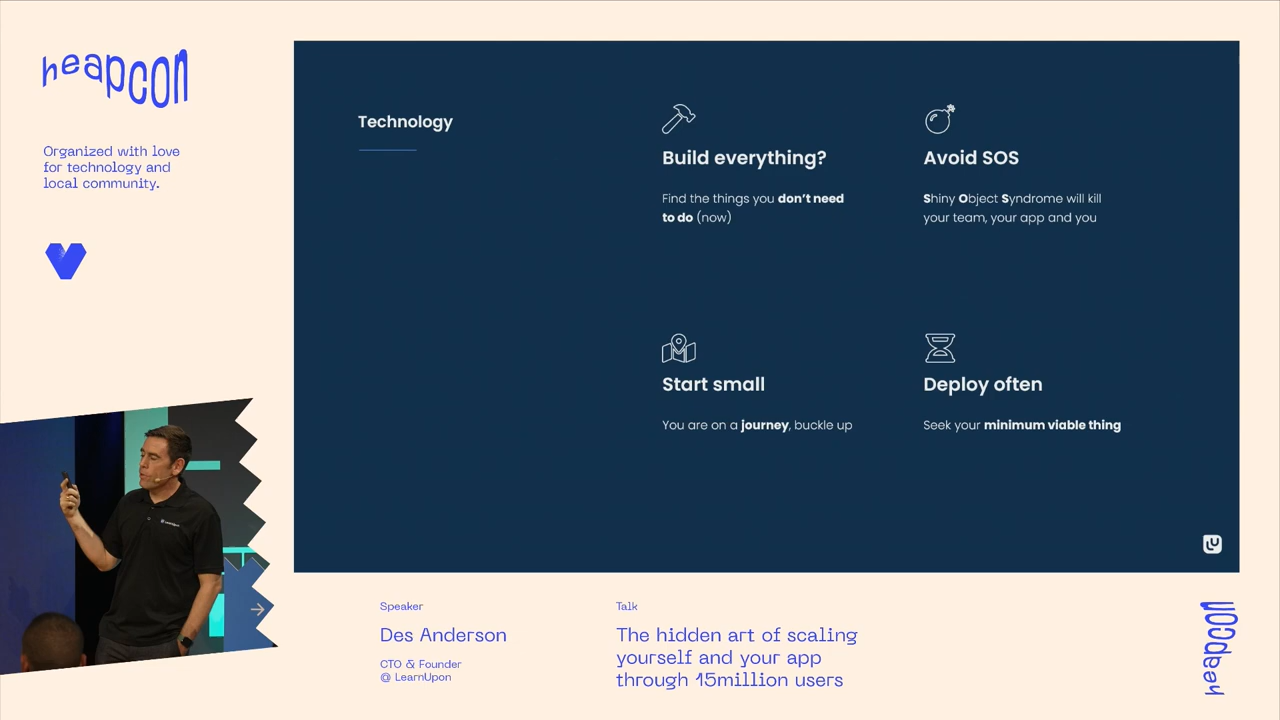 heapcon
Organized with love
for technology and
local community.
Technology
Build everything?
Find the things you don't need
to do (now)
Avoid SOS
Shiny Object Syndrome will kill
your team, your app and you
Start small
You are on a journey, buckle up
Deploy often
Seek your minimum viable thing
Speaker
Des Anderson
CTO & Founder
@ LearnUpon
Talk
The hidden art of scaling
yourself and your app
through 15million users
heapcon